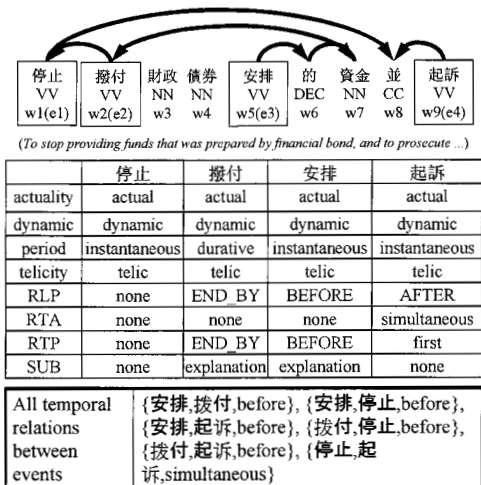 停止 撥付 財政 債券 安排 的 資金 並 起訴
VV VV NN NN VV DEC NN CC VV
w1(e1) w2(e2) w3 w4 w5(e3) w6 w7 w8 w9(e4)
(To stop providing funds that was prepared by financial bond, and to prosecute ...)
停止 撥付 安排 起訴
actuality actual actual actual actual
dynamic dynamic dynamic dynamic dynamic
period instantaneous durative instantaneous instantaneous
telicity telic telic telic telic
RLP none END_BY BEFORE AFTER
RTA none none none simultaneous
RTP none END_BY BEFORE first
SUB none explanation explanation none
All temporal relations between events
{安排,拨付,before}, {安排,停止,before},
{安排,起诉,before}, {拨付,停止,before},
{拨付,起诉,before}, {停止,起
诉,simultaneous}